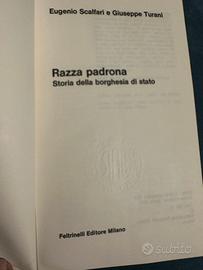 Eugenio Scalfari e Giuseppe Turani
Razza padrona
Storia della borghesia di stato
Feltrinelli Editore Milano
Subito